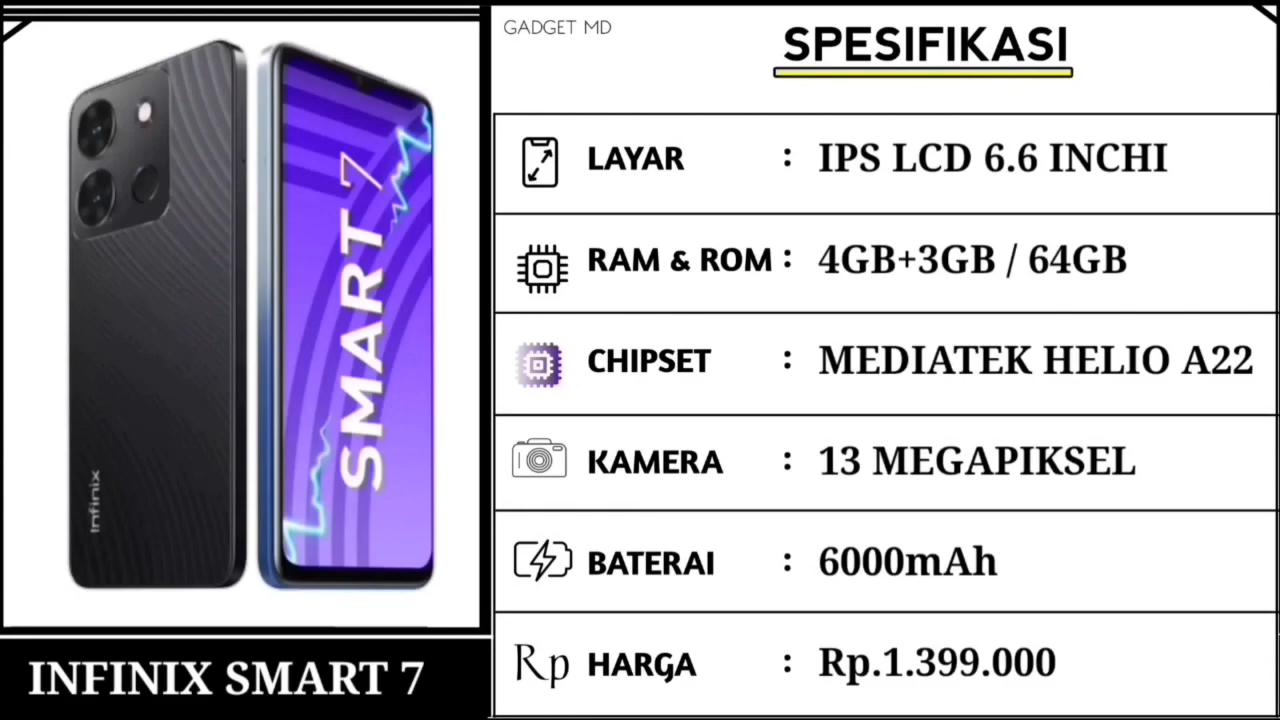 GADGET MD
SPESIFIKASI
Infinix
SMART 7
LAYAR : IPS LCD 6.6 INCHI
RAM & ROM : 4GB+3GB / 64GB
CHIPSET : MEDIATEK HELIO A22
KAMERA : 13 MEGAPIKSEL
BATERAI : 6000mAh
Rp HARGA : Rp.1.399.000
INFINIX SMART 7